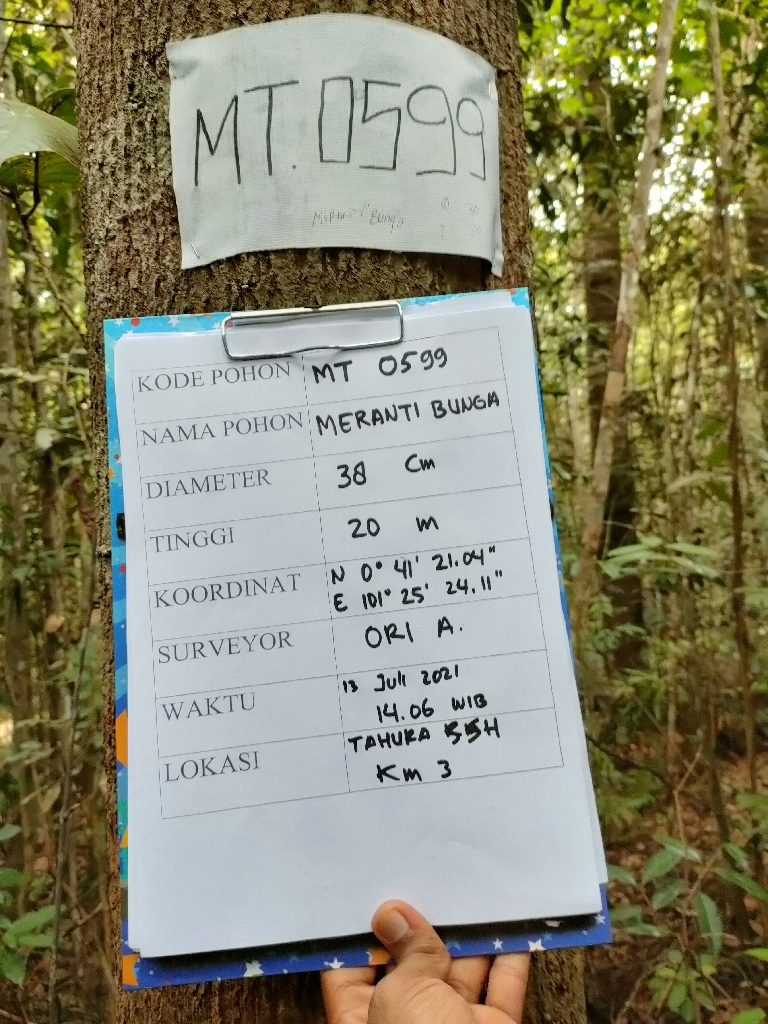 MT.0599
MERANTI BUNGA
KODE POHON MT 0599
NAMA POHON MERANTI BUNGA
DIAMETER 38 Cm
TINGGI 20 m
KOORDINAT N 0° 41' 21.04"
E 101° 25' 24.11"
SURVEYOR ORI A.
WAKTU 13 Juli 2021
14.06 WIB
LOKASI TAHURA SSH
Km 3